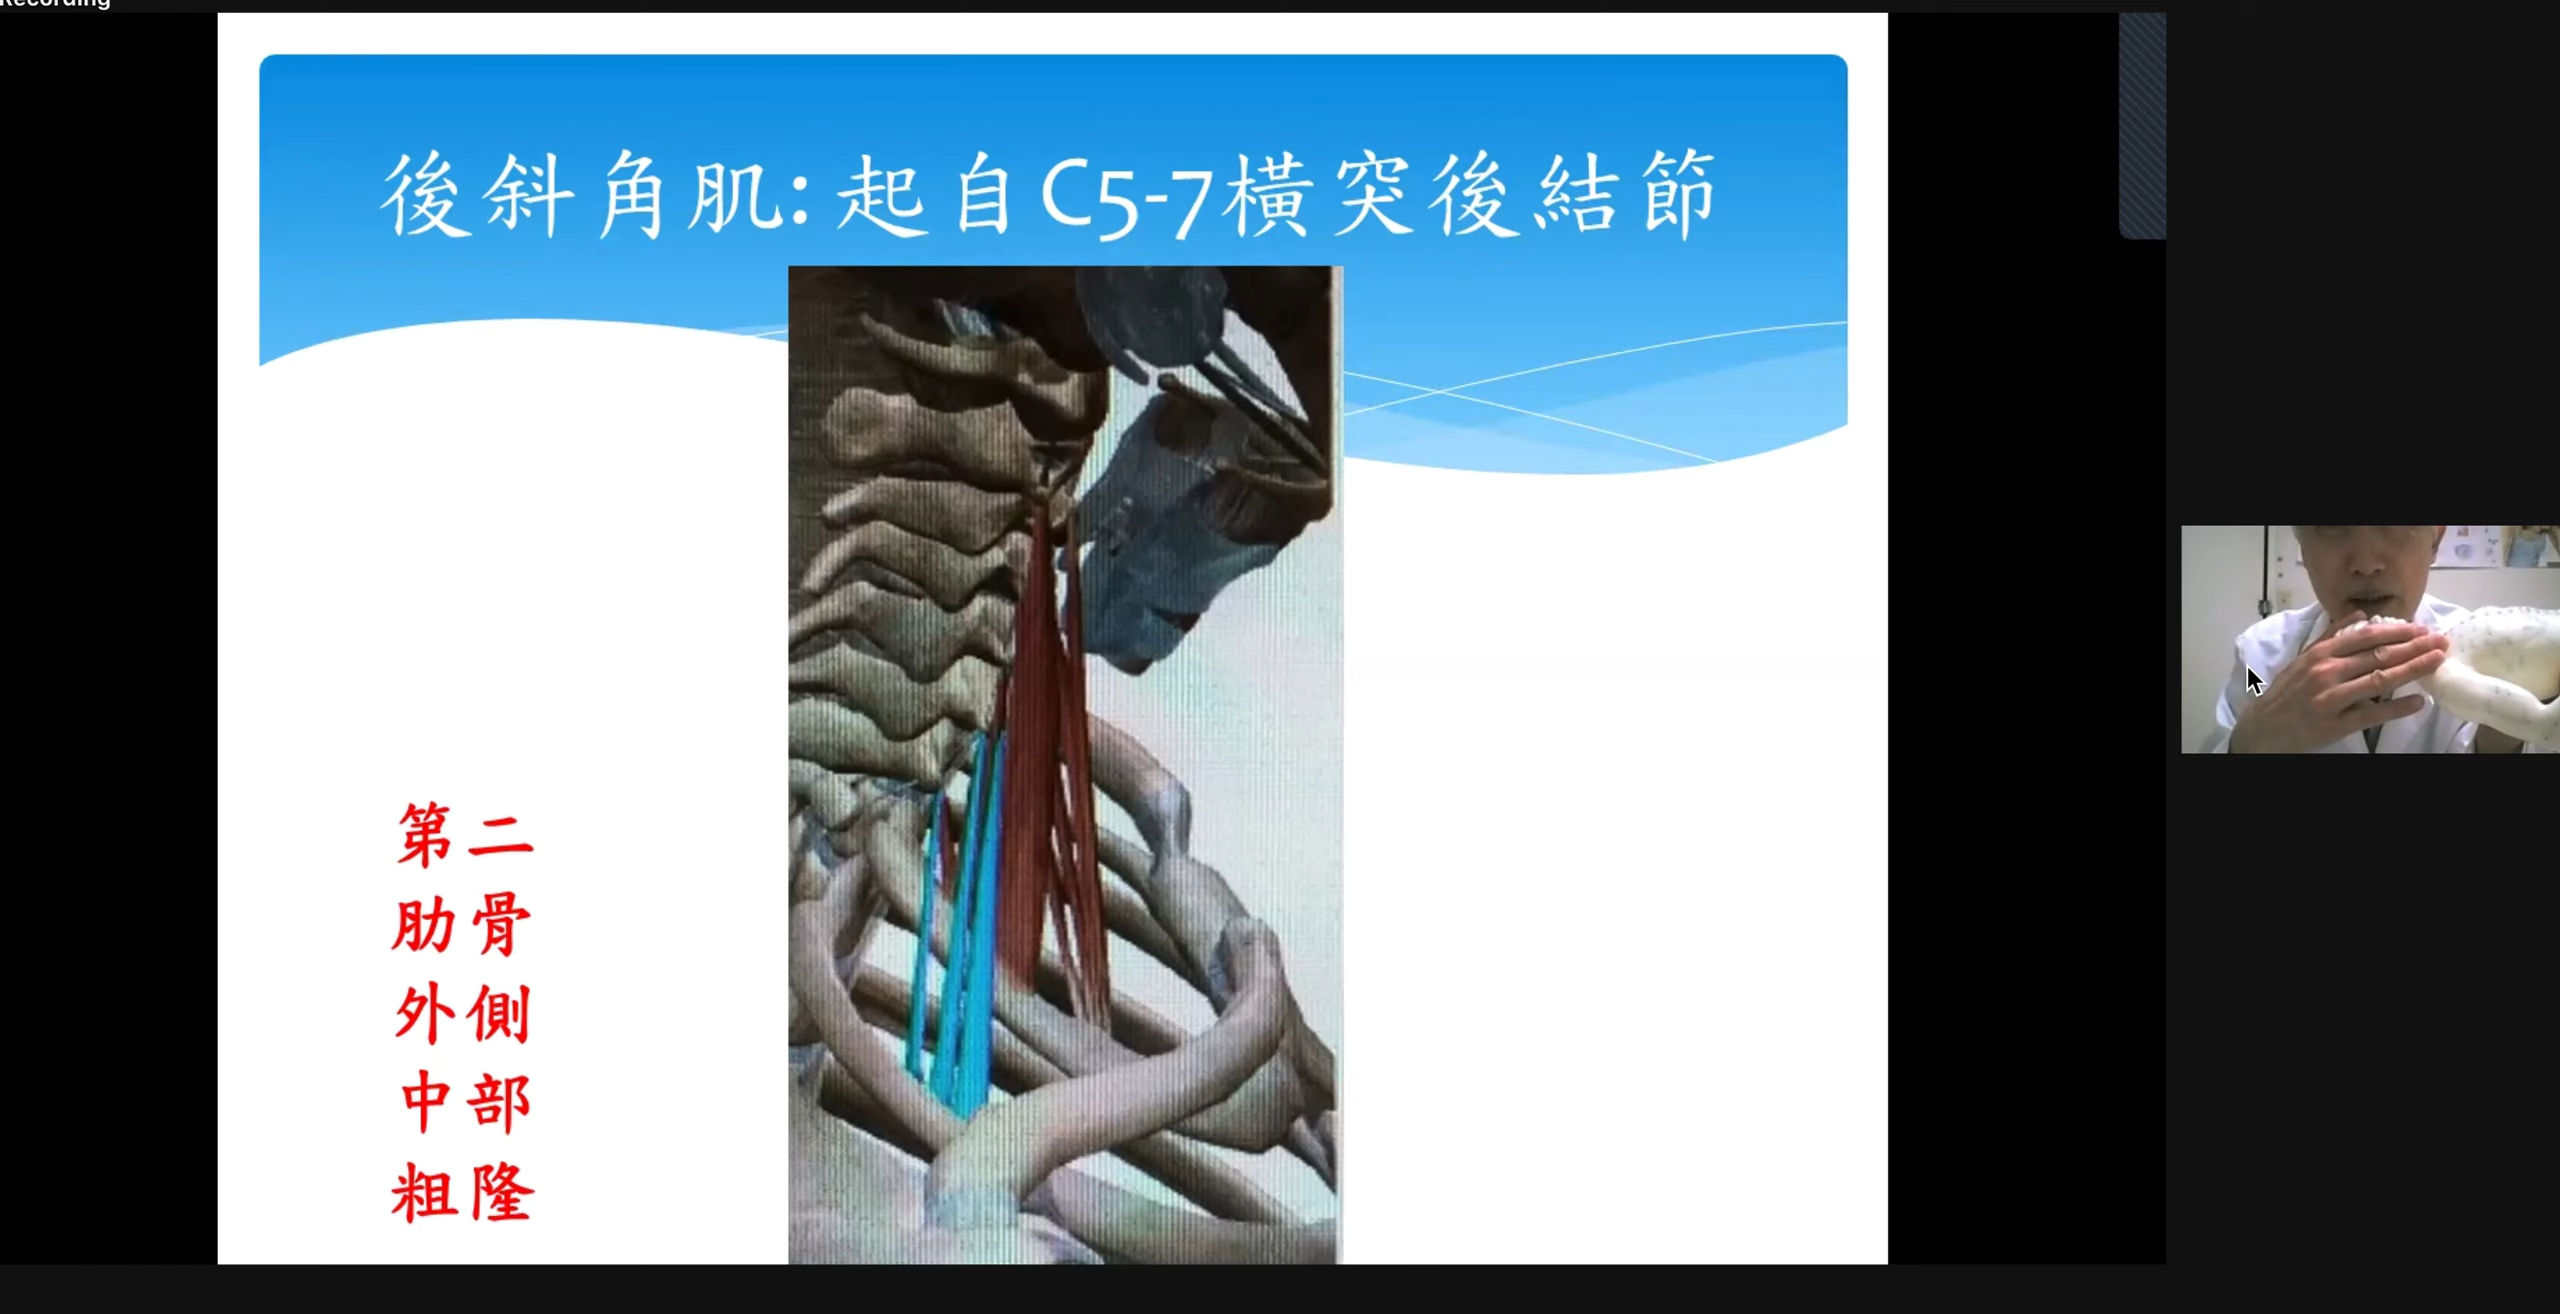 Recording
後斜角肌:起自C5-7橫突後結節
第二
肋骨
外側
中部
粗隆